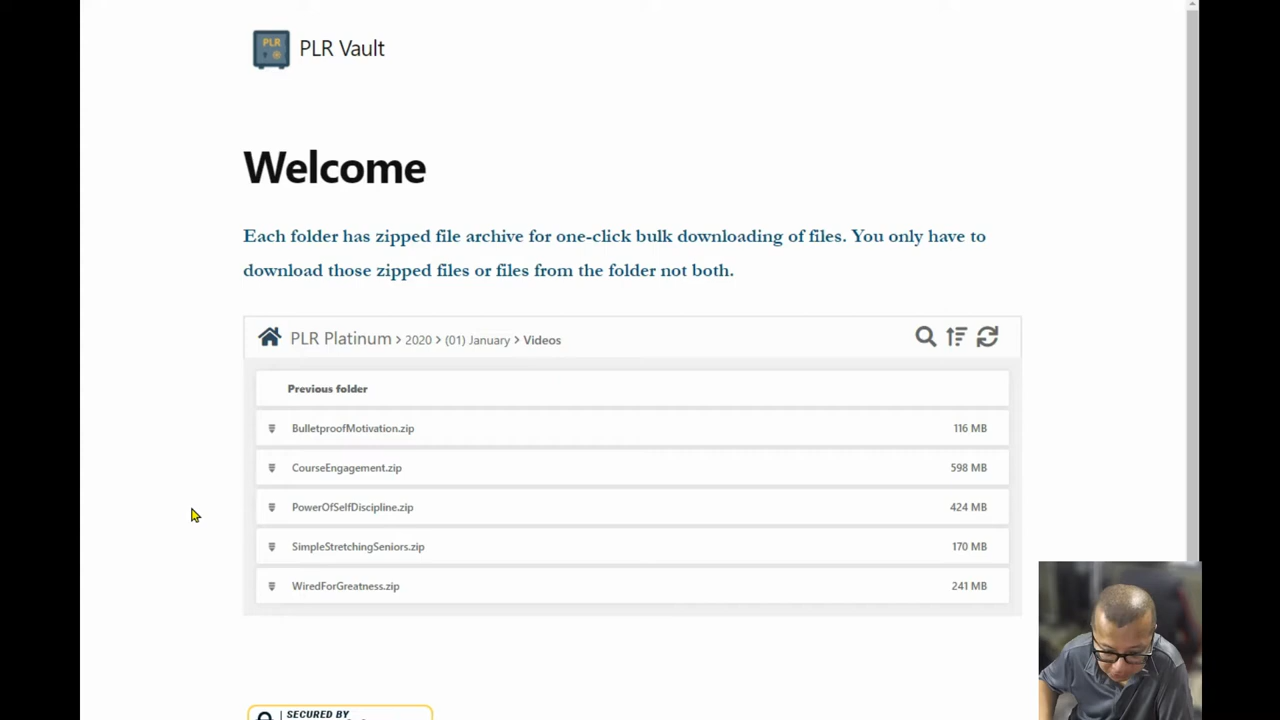 PLR
PLR Vault
Welcome
Each folder has zipped file archive for one-click bulk downloading of files. You only have to
download those zipped files or files from the folder not both.
PLR Platinum > 2020 > (01) January > Videos
Previous folder
BulletproofMotivation.zip 116 MB
CourseEngagement.zip 598 MB
PowerOfSelfDiscipline.zip 424 MB
SimpleStretchingSeniors.zip 170 MB
WiredForGreatness.zip 241 MB
SECURED BY